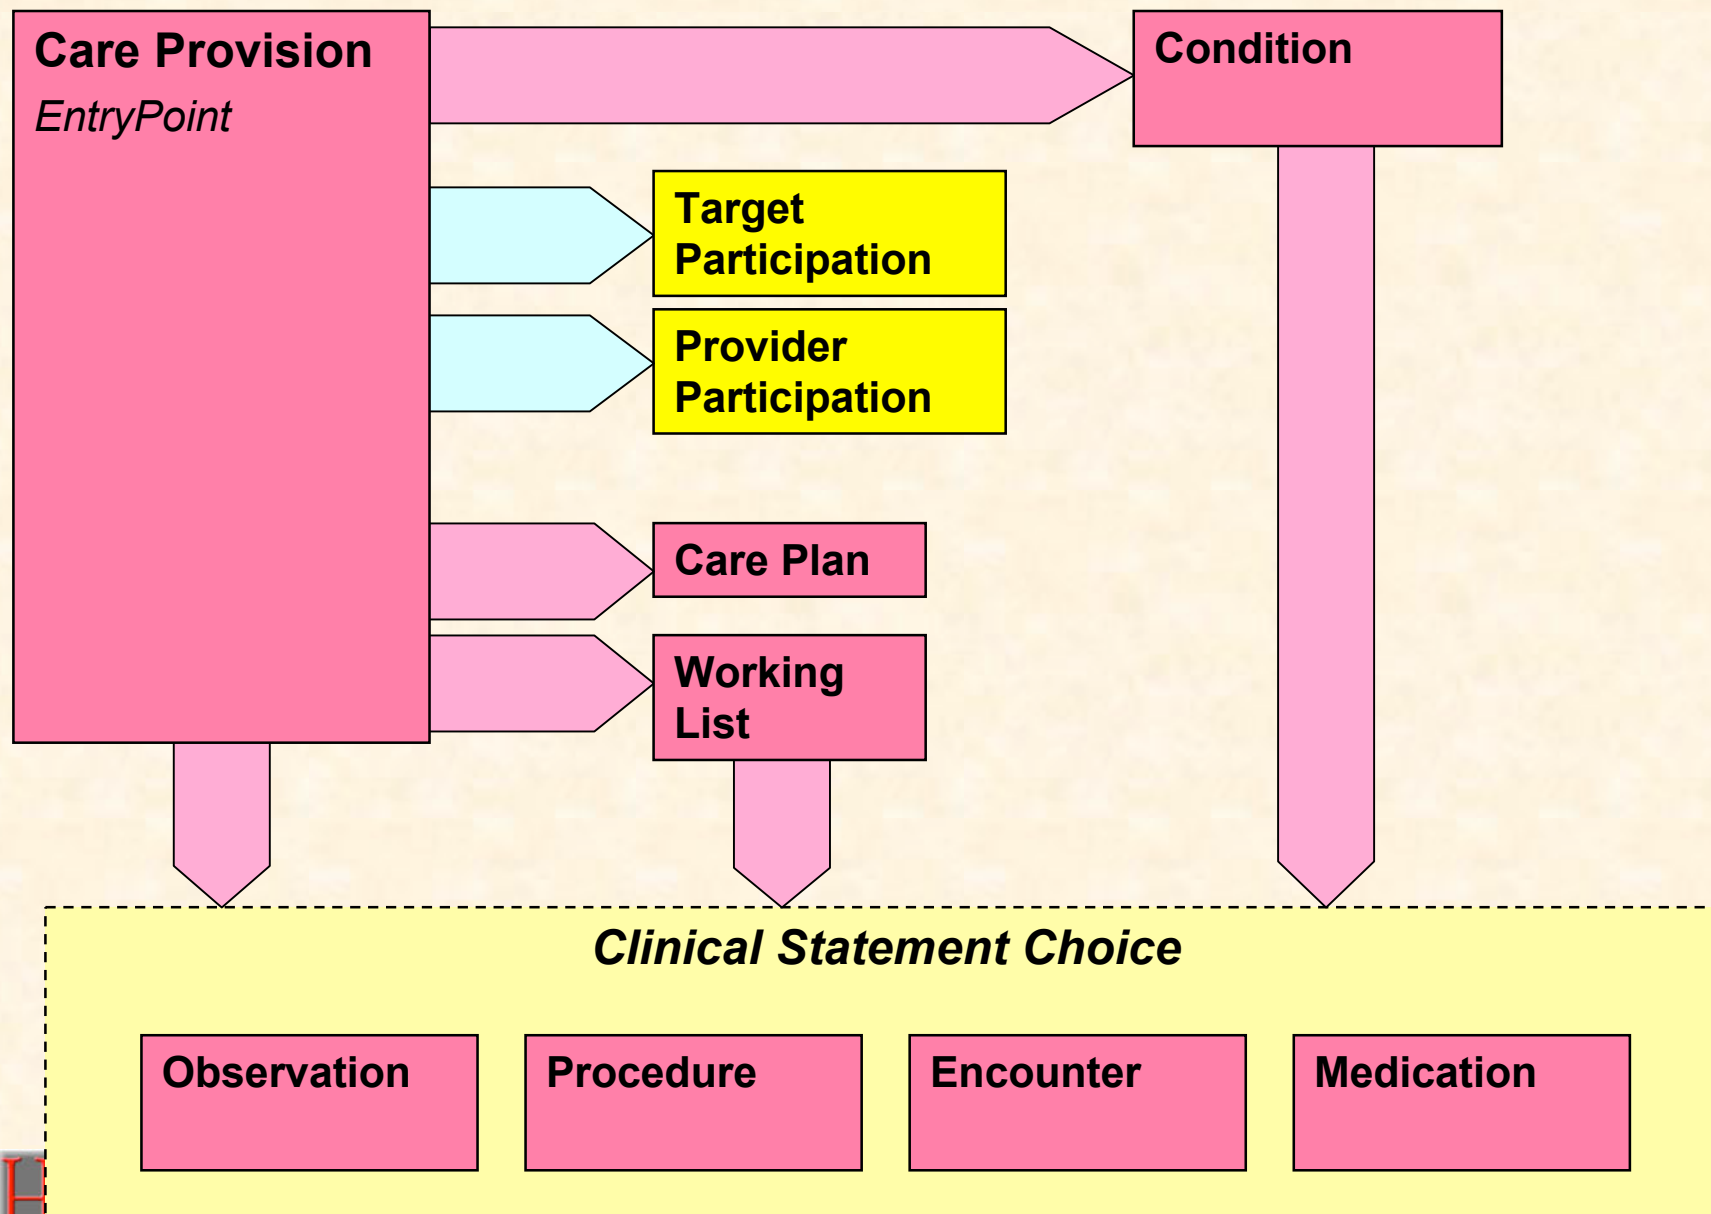 Care Provision
EntryPoint
Condition
Target
Participation
Provider
Participation
Care Plan
Working
List
Clinical Statement Choice
Observation
Procedure
Encounter
Medication